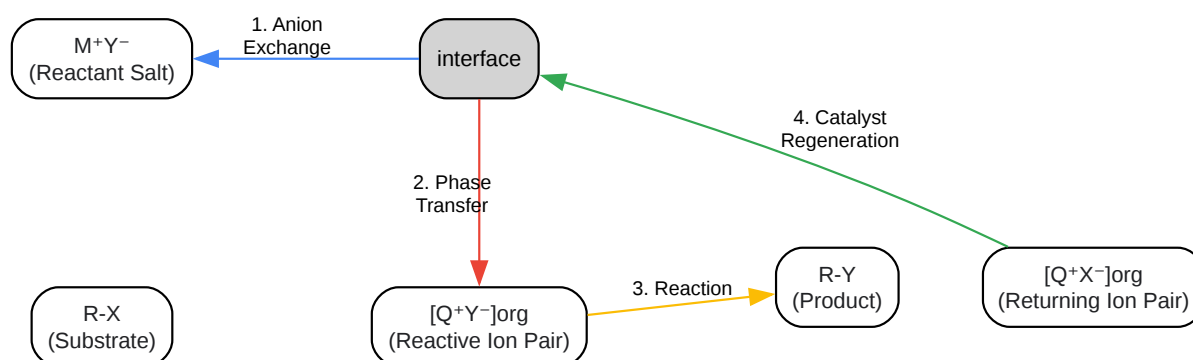 1. Anion
Exchange
M⁺Y⁻
(Reactant Salt)
interface
4. Catalyst
Regeneration
2. Phase
Transfer
R-X
(Substrate)
[Q⁺Y⁻]org
(Reactive Ion Pair)
3. Reaction
R-Y
(Product)
[Q⁺X⁻]org
(Returning Ion Pair)